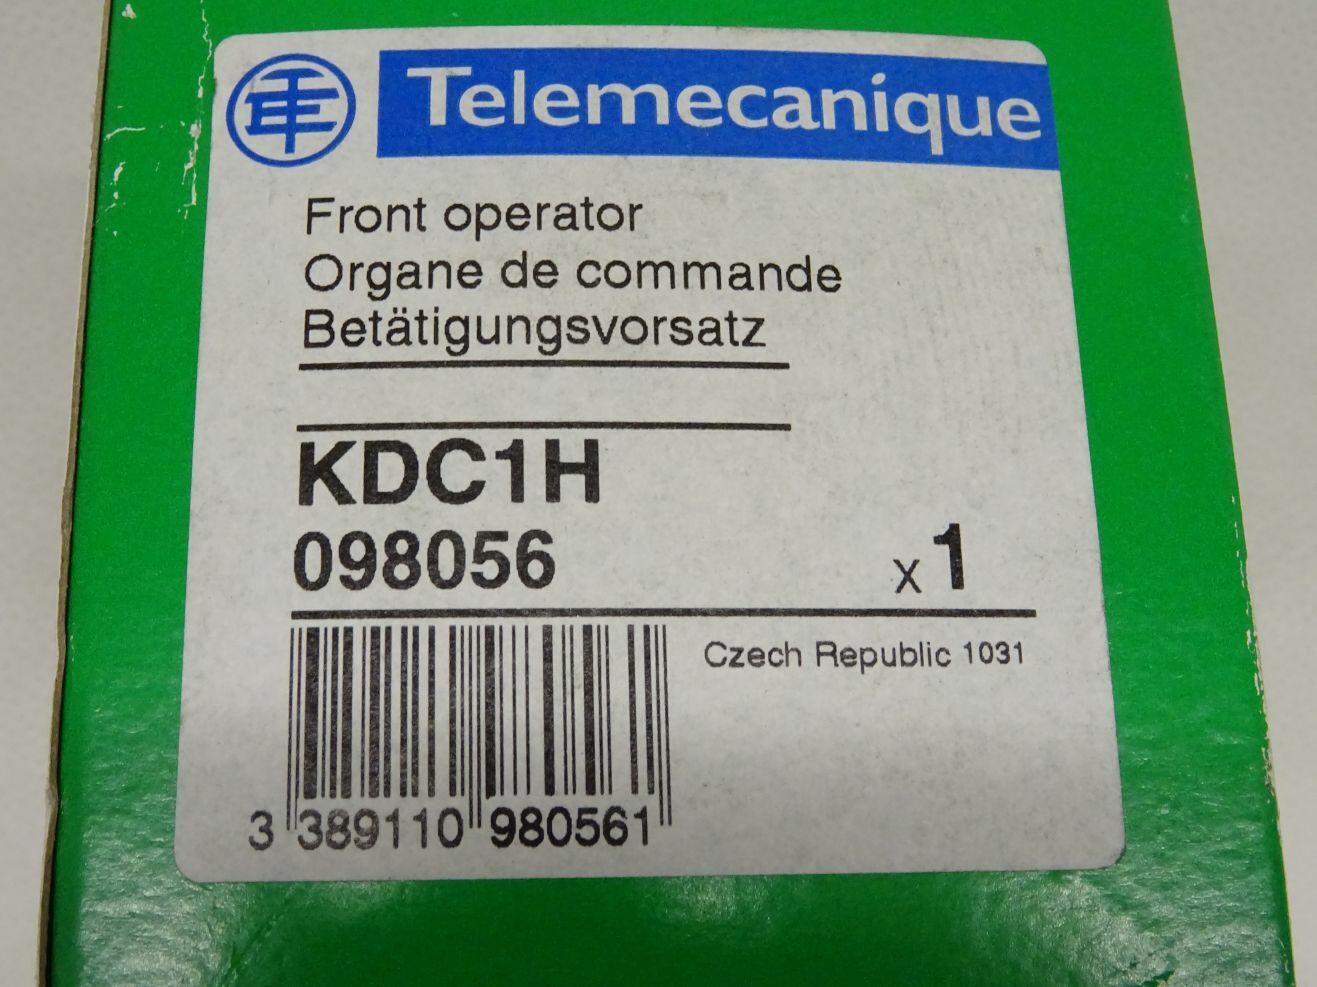 Telemecanique
Front operator
Organe de commande
Betätigungsvorsatz
KDC1H
098056
x 1
Czech Republic 1031
3 389110 980561